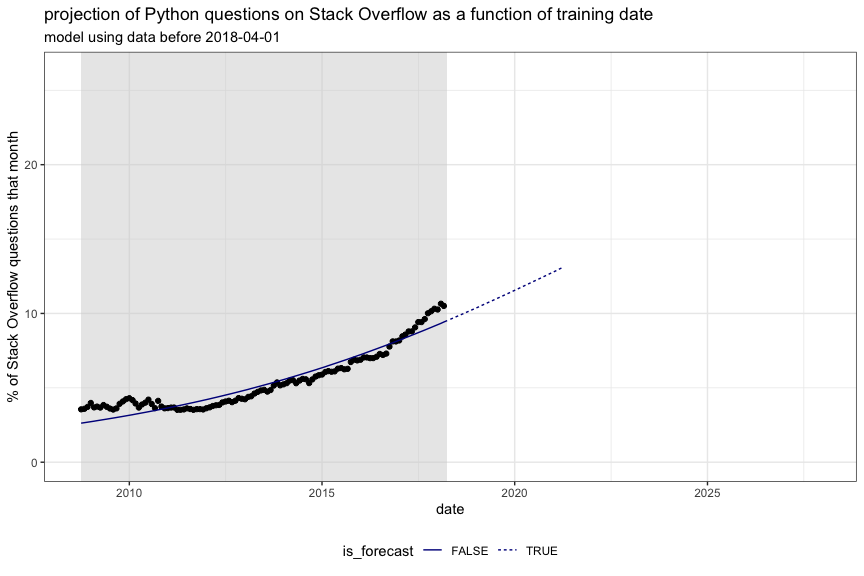 projection of Python questions on Stack Overflow as a function of training date
model using data before 2018-04-01
% of Stack Overflow questions that month
20
10
0
2010 2015 2020 2025
date
is_forecast FALSE TRUE